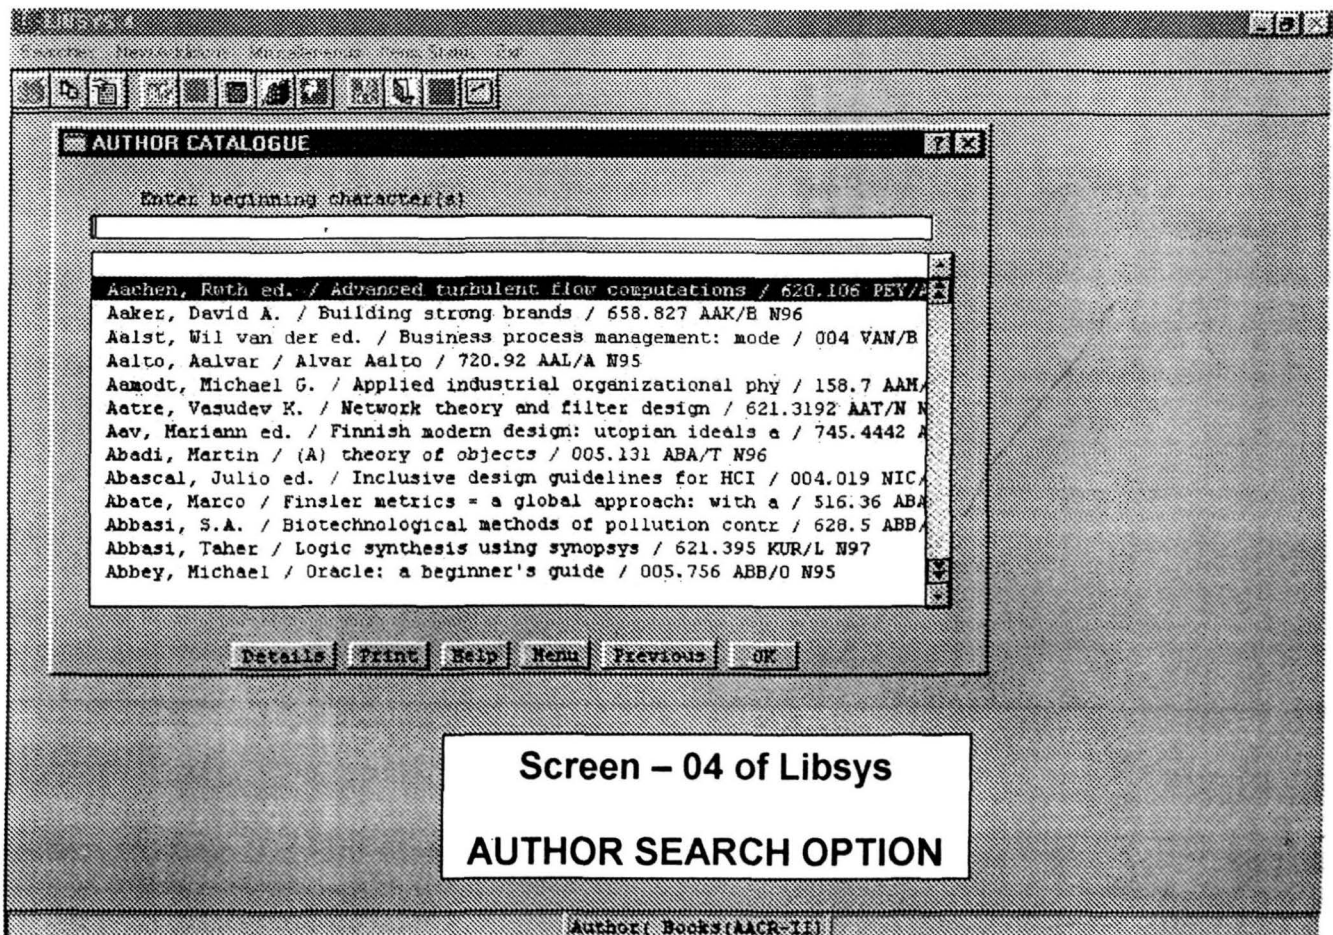 LIBSYS 4
AUTHOR CATALOGUE
Enter beginning character(s)
Aachen, Ruth ed. / Advanced turbulent flow computations / 620.106 PEY/A
Aaker, David A. / Building strong brands / 658.827 AAK/B N96
Aalst, Wil van der ed. / Business process management: mode / 004 VAN/B
Aalto, Aalvar / Alvar Aalto / 720.92 AAL/A N95
Aamodt, Michael G. / Applied industrial organizational phy / 158.7 AAM/
Aatre, Vasudev K. / Network theory and filter design / 621.3192 AAT/N N
Aav, Mariann ed. / Finnish modern design: utopian ideals a / 745.4442 A
Abadi, Martin / (A) theory of objects / 005.131 ABA/T N96
Abascal, Julio ed. / Inclusive design guidelines for HCI / 004.019 NIC/
Abate, Marco / Finsler metrics = a global approach: with a / 516.36 ABA
Abbasi, S.A. / Biotechnological methods of pollution contr / 628.5 ABB/
Abbasi, Taher / Logic synthesis using synopsys / 621.395 KUR/L N97
Abbey, Michael / Oracle: a beginner's guide / 005.756 ABB/O N95
Details Print Help Menu Previous OK
Screen – 04 of Libsys
AUTHOR SEARCH OPTION
Author( Books(AACR-II)